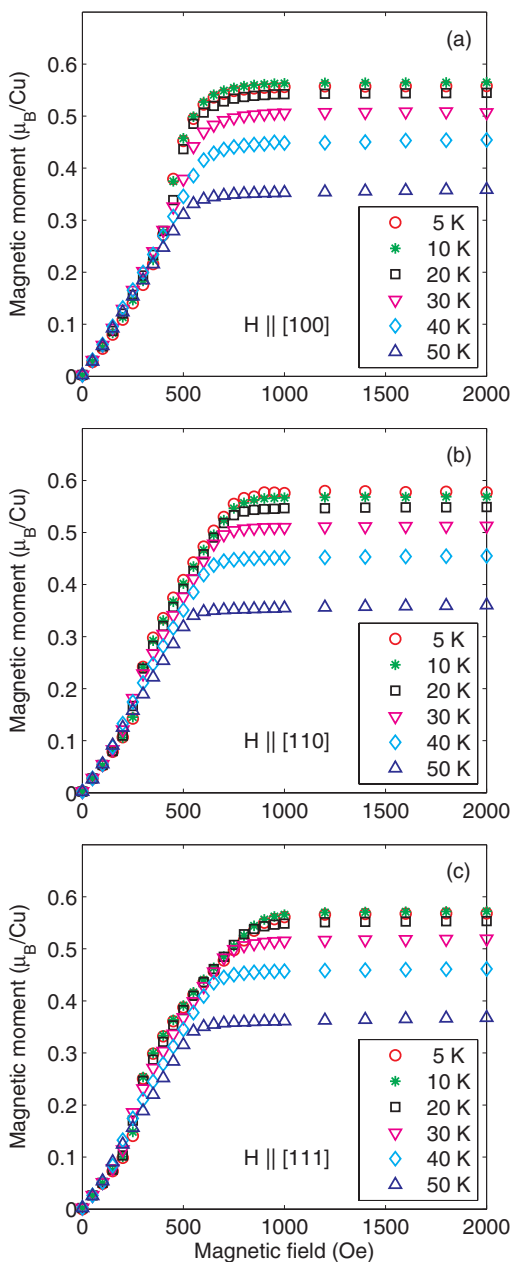 (a)
Magnetic moment (μB/Cu)
0.6
0.5
0.4
0.3
0.2
0.1
0
H || [100]
5 K
10 K
20 K
30 K
40 K
50 K
0 500 1000 1500 2000
(b)
Magnetic moment (μB/Cu)
0.6
0.5
0.4
0.3
0.2
0.1
0
H || [110]
5 K
10 K
20 K
30 K
40 K
50 K
0 500 1000 1500 2000
(c)
Magnetic moment (μB/Cu)
0.6
0.5
0.4
0.3
0.2
0.1
0
H || [111]
5 K
10 K
20 K
30 K
40 K
50 K
0 500 1000 1500 2000
Magnetic field (Oe)